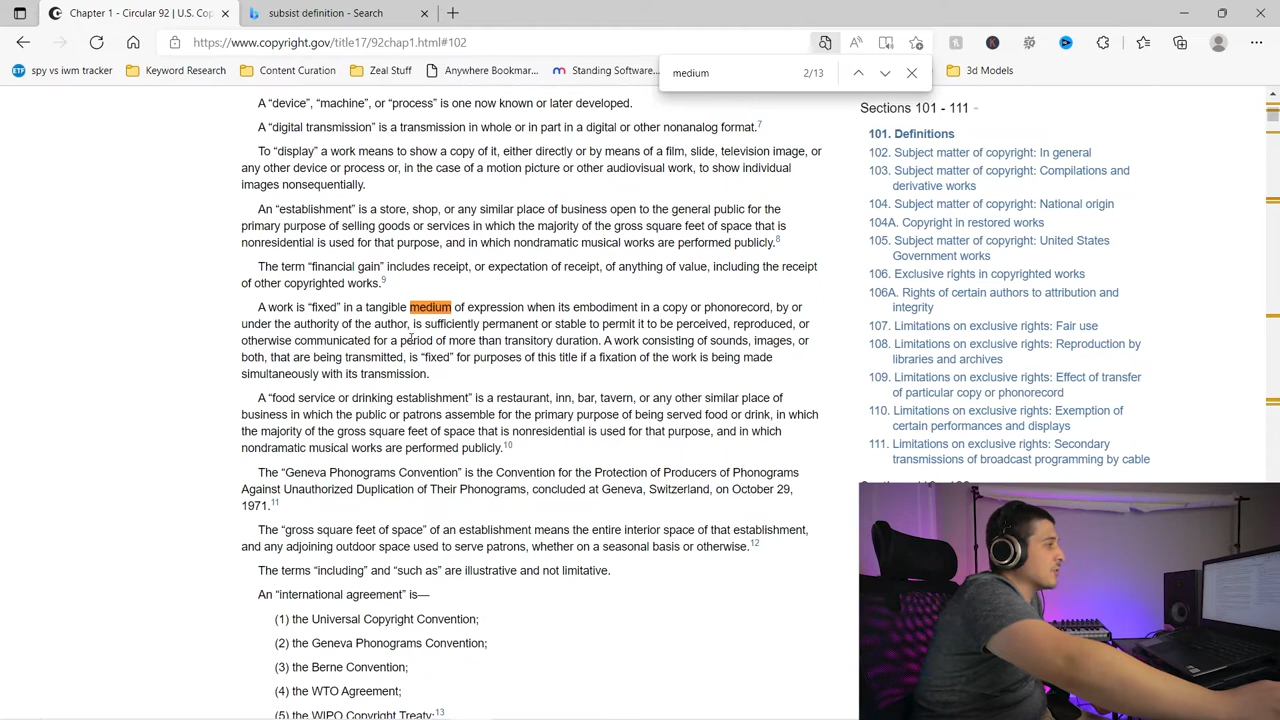 Chapter 1 - Circular 92 | U.S. Cop
subsist definition - Search
https://www.copyright.gov/title17/92chap1.html#102
spy vs iwm tracker
Keyword Research
Content Curation
Zeal Stuff
Anywhere Bookmar...
Standing Software...
3d Models
medium 2/13
A “device”, “machine”, or “process” is one now known or later developed.
A “digital transmission” is a transmission in whole or in part in a digital or other nonanalog format.7
To “display” a work means to show a copy of it, either directly or by means of a film, slide, television image, or
any other device or process or, in the case of a motion picture or other audiovisual work, to show individual
images nonsequentially.
An “establishment” is a store, shop, or any similar place of business open to the general public for the
primary purpose of selling goods or services in which the majority of the gross square feet of space that is
nonresidential is used for that purpose, and in which nondramatic musical works are performed publicly.8
The term “financial gain” includes receipt, or expectation of receipt, of anything of value, including the receipt
of other copyrighted works.9
A work is “fixed” in a tangible medium of expression when its embodiment in a copy or phonorecord, by or
under the authority of the author, is sufficiently permanent or stable to permit it to be perceived, reproduced, or
otherwise communicated for a period of more than transitory duration. A work consisting of sounds, images, or
both, that are being transmitted, is “fixed” for purposes of this title if a fixation of the work is being made
simultaneously with its transmission.
A “food service or drinking establishment” is a restaurant, inn, bar, tavern, or any other similar place of
business in which the public or patrons assemble for the primary purpose of being served food or drink, in which
the majority of the gross square feet of space that is nonresidential is used for that purpose, and in which
nondramatic musical works are performed publicly.10
The “Geneva Phonograms Convention” is the Convention for the Protection of Producers of Phonograms
Against Unauthorized Duplication of Their Phonograms, concluded at Geneva, Switzerland, on October 29,
1971.11
The “gross square feet of space” of an establishment means the entire interior space of that establishment,
and any adjoining outdoor space used to serve patrons, whether on a seasonal basis or otherwise.12
The terms “including” and “such as” are illustrative and not limitative.
An “international agreement” is—
(1) the Universal Copyright Convention;
(2) the Geneva Phonograms Convention;
(3) the Berne Convention;
(4) the WTO Agreement;
(5) the WIPO Copyright Treaty;13
Sections 101 - 111 -
101. Definitions
102. Subject matter of copyright: In general
103. Subject matter of copyright: Compilations and
derivative works
104. Subject matter of copyright: National origin
104A. Copyright in restored works
105. Subject matter of copyright: United States
Government works
106. Exclusive rights in copyrighted works
106A. Rights of certain authors to attribution and
integrity
107. Limitations on exclusive rights: Fair use
108. Limitations on exclusive rights: Reproduction by
libraries and archives
109. Limitations on exclusive rights: Effect of transfer
of particular copy or phonorecord
110. Limitations on exclusive rights: Exemption of
certain performances and displays
111. Limitations on exclusive rights: Secondary
transmissions of broadcast programming by cable